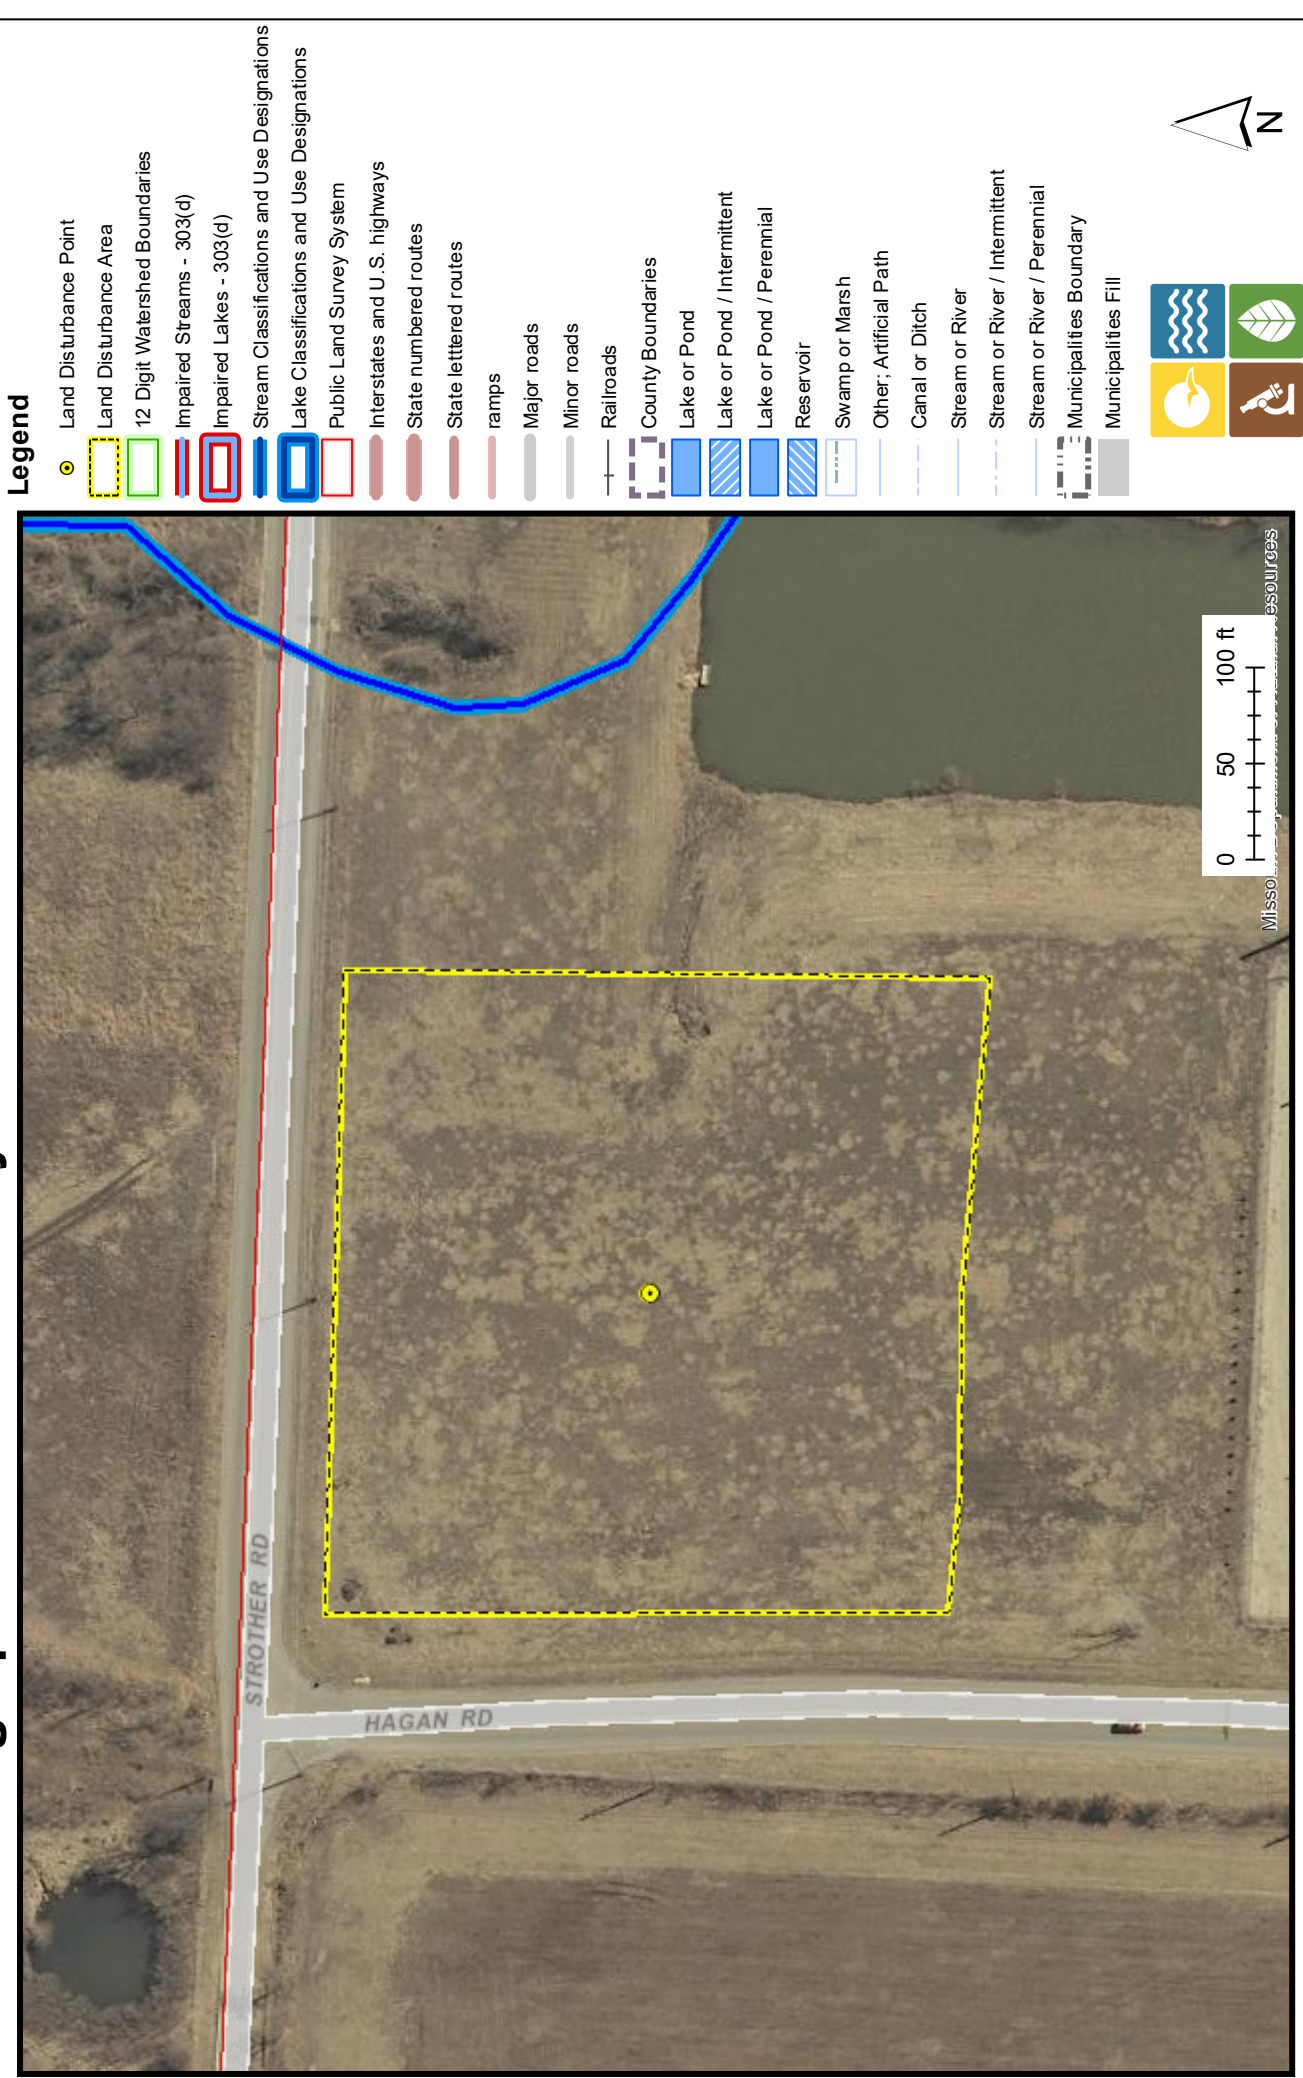 Legend
Land Disturbance Point
Land Disturbance Area
12 Digit Watershed Boundaries
Impaired Streams - 303(d)
Impaired Lakes - 303(d)
Stream Classifications and Use Designations
Lake Classifications and Use Designations
Public Land Survey System
Interstates and U.S. highways
State numbered routes
State letttered routes
ramps
Major roads
Minor roads
Railroads
County Boundaries
Lake or Pond
Lake or Pond / Intermittent
Lake or Pond / Perennial
Reservoir
Swamp or Marsh
Other; Artificial Path
Canal or Ditch
Stream or River
Stream or River / Intermittent
Stream or River / Perennial
Municipalities Boundary
Municipalities Fill
N
STROTHER RD
HAGAN RD
0 50 100 ft